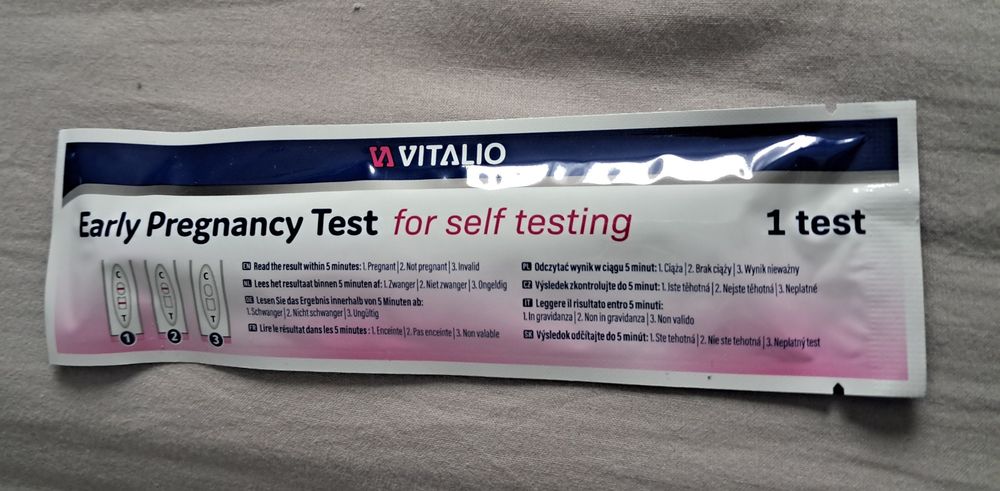 VITALIO
Early Pregnancy Test for self testing
1 test
C
T
1
C
T
2
C
T
3
EN Read the result within 5 minutes: 1. Pregnant | 2. Not pregnant | 3. Invalid
NL Lees het resultaat binnen 5 minuten af: 1. Zwanger | 2. Niet zwanger | 3. Ongeldig
DE Lesen Sie das Ergebnis innerhalb von 5 Minuten ab:
1. Schwanger | 2. Nicht schwanger | 3. Ungültig
FR Lire le résultat dans les 5 minutes : 1. Enceinte | 2. Pas enceinte | 3. Non valable
PL Odczytać wynik w ciągu 5 minut: 1. Ciąża | 2. Brak ciąży | 3. Wynik nieważny
CZ Výsledek zkontrolujte do 5 minut: 1. Jste těhotná | 2. Nejste těhotná | 3. Neplatné
IT Leggere il risultato entro 5 minuti:
1. In gravidanza | 2. Non in gravidanza | 3. Non valido
SK Výsledok odčítajte do 5 minút: 1. Ste tehotná | 2. Nie ste tehotná | 3. Neplatný test